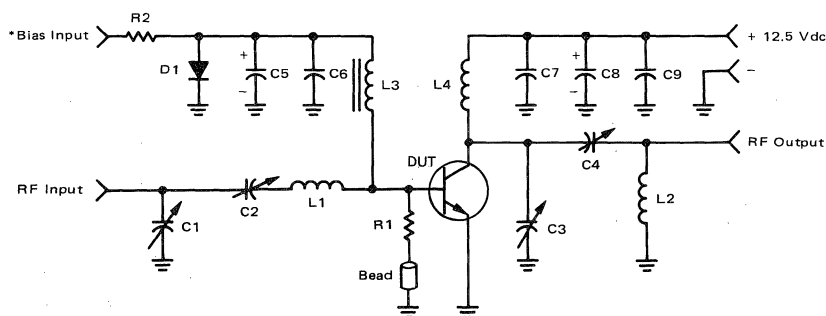 R2
*Bias Input
+ 12.5 Vdc
D1
+
C5
−
C6
L3
L4
C7
+
C8
−
C9
−
DUT
C4
RF Output
RF Input
C1
C2
L1
R1
C3
L2
Bead